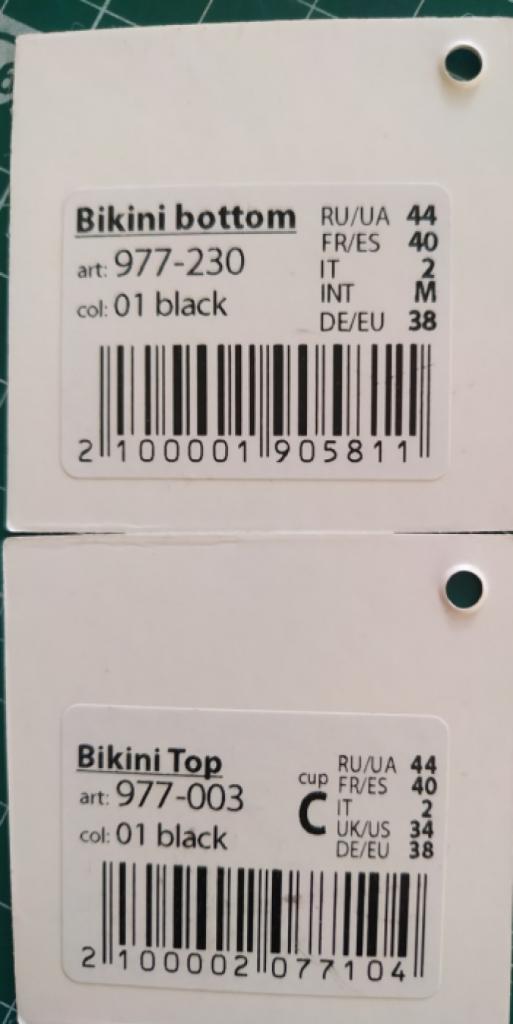 Bikini bottom
art: 977-230
col: 01 black
RU/UA 44
FR/ES 40
IT 2
INT M
DE/EU 38
2 100001 905811
Bikini Top
art: 977-003
col: 01 black
cup
C
RU/UA 44
FR/ES 40
IT 2
UK/US 34
DE/EU 38
2 100002 077104